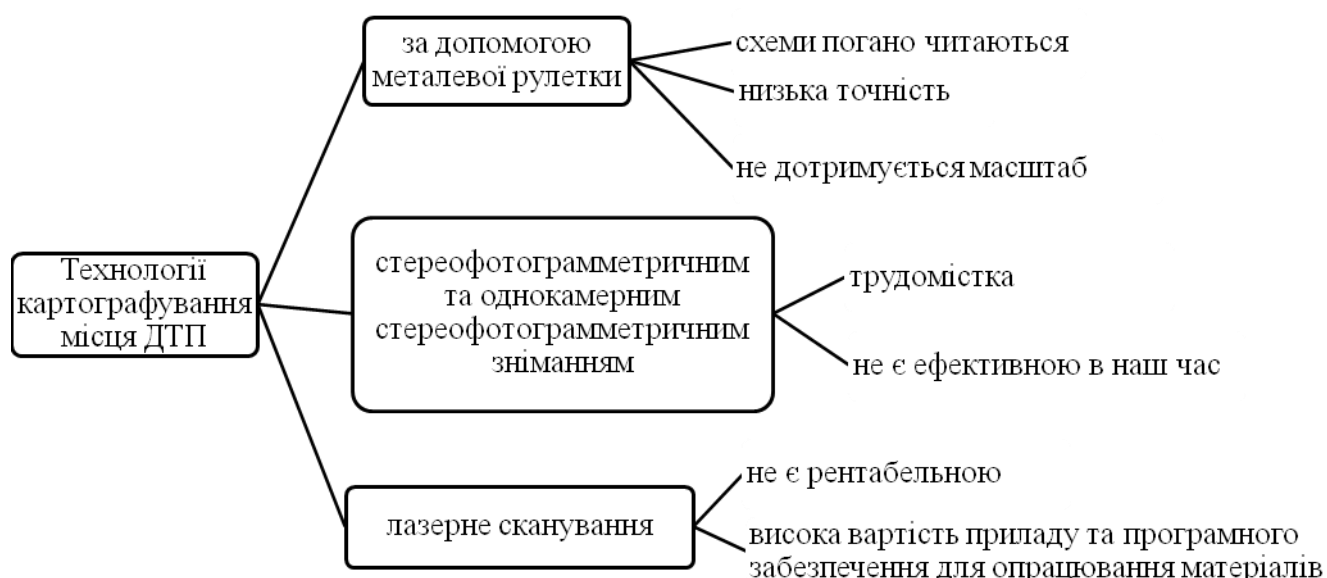 Технології
картографування
місця ДТП
за допомогою
металевої рулетки
схеми погано читаються
низька точність
не дотримується масштаб
стереофотограмметричним
та однокамерним
стереофотограмметричним
зніманням
трудомістка
не є ефективною в наш час
лазерне сканування
не є рентабельною
висока вартість приладу та програмного
забезпечення для опрацювання матеріалів